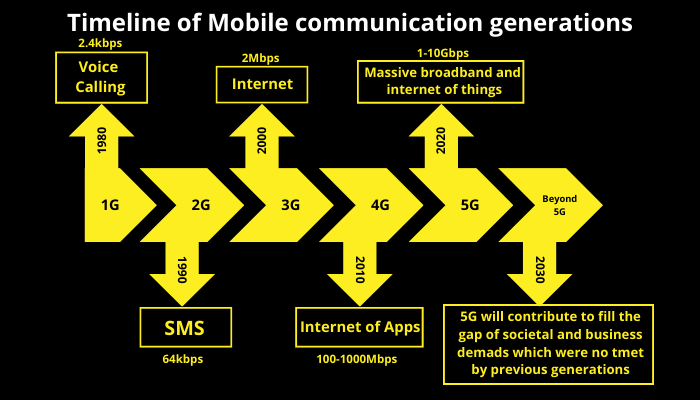 Timeline of Mobile communication generations
2.4kbps
Voice
Calling
2Mbps
Internet
1-10Gbps
Massive broadband and
internet of things
1980
2000
2020
1G
2G
3G
4G
5G
Beyond
5G
1990
2010
2030
SMS
64kbps
Internet of Apps
100-1000Mbps
5G will contribute to fill the
gap of societal and business
demads which were no tmet
by previous generations